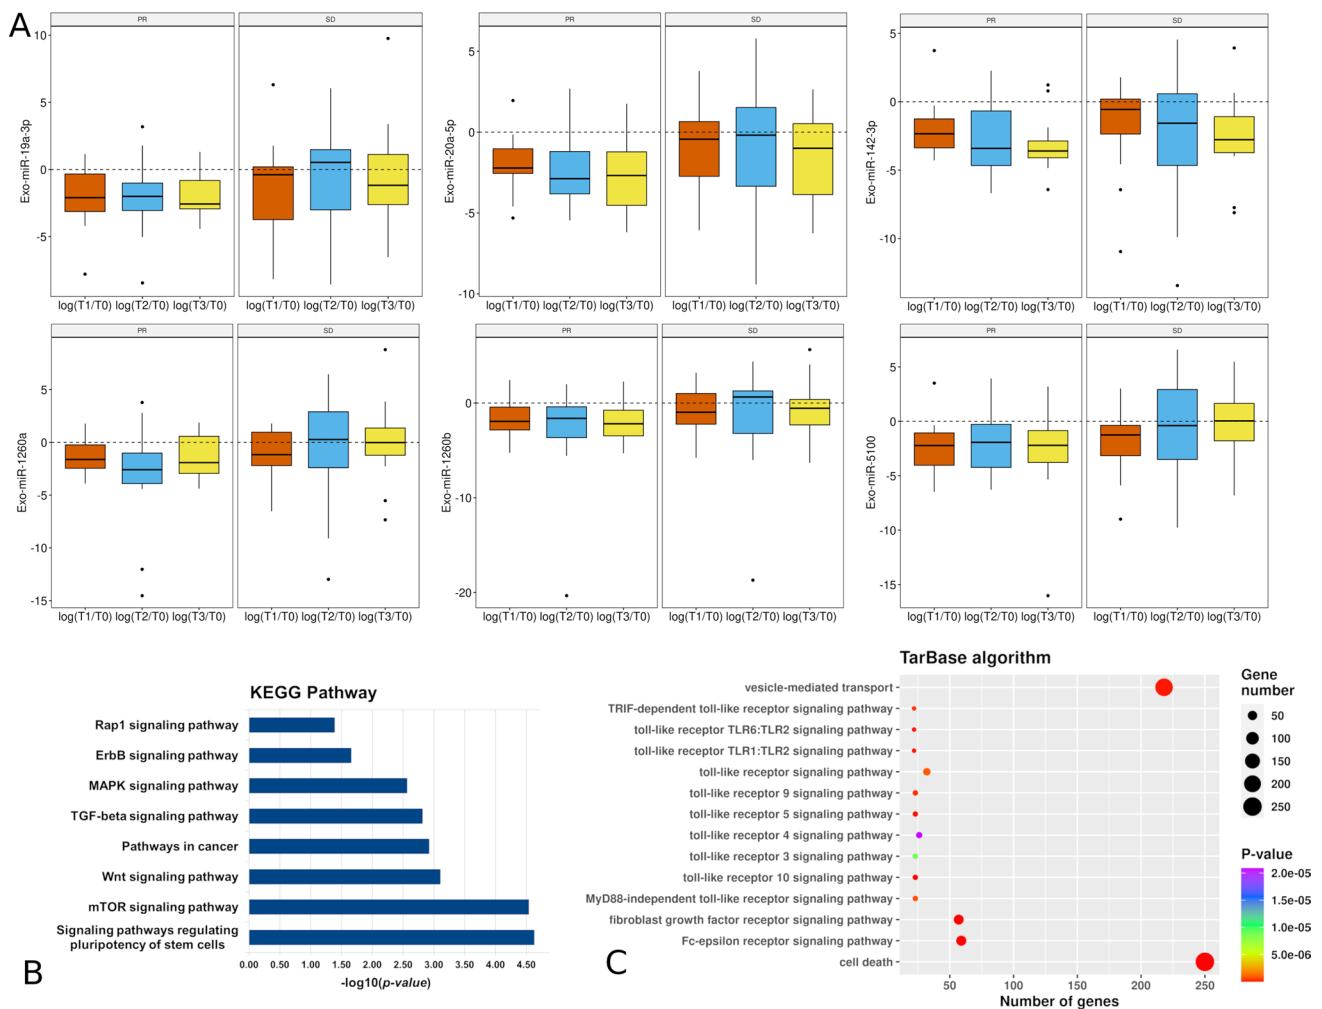 A
PR
SD
10
5
0
-5
Exo-miR-19a-3p
log(T1/T0) log(T2/T0) log(T3/T0)
log(T1/T0) log(T2/T0) log(T3/T0)
PR
SD
5
0
-5
-10
Exo-miR-20a-5p
log(T1/T0) log(T2/T0) log(T3/T0)
log(T1/T0) log(T2/T0) log(T3/T0)
PR
SD
5
0
-5
-10
Exo-miR-142-3p
log(T1/T0) log(T2/T0) log(T3/T0)
log(T1/T0) log(T2/T0) log(T3/T0)
PR
SD
5
0
-5
-10
-15
Exo-miR-1260a
log(T1/T0) log(T2/T0) log(T3/T0)
log(T1/T0) log(T2/T0) log(T3/T0)
PR
SD
0
-10
-20
Exo-miR-1260b
log(T1/T0) log(T2/T0) log(T3/T0)
log(T1/T0) log(T2/T0) log(T3/T0)
PR
SD
5
0
-5
-10
-15
Exo-miR-5100
log(T1/T0) log(T2/T0) log(T3/T0)
log(T1/T0) log(T2/T0) log(T3/T0)
B
KEGG Pathway
Rap1 signaling pathway
ErbB signaling pathway
MAPK signaling pathway
TGF-beta signaling pathway
Pathways in cancer
Wnt signaling pathway
mTOR signaling pathway
Signaling pathways regulating
pluripotency of stem cells
0.00 0.50 1.00 1.50 2.00 2.50 3.00 3.50 4.00 4.50
-log10(p-value)
C
TarBase algorithm
vesicle-mediated transport
TRIF-dependent toll-like receptor signaling pathway
toll-like receptor TLR6:TLR2 signaling pathway
toll-like receptor TLR1:TLR2 signaling pathway
toll-like receptor signaling pathway
toll-like receptor 9 signaling pathway
toll-like receptor 5 signaling pathway
toll-like receptor 4 signaling pathway
toll-like receptor 3 signaling pathway
toll-like receptor 10 signaling pathway
MyD88-independent toll-like receptor signaling pathway
fibroblast growth factor receptor signaling pathway
Fc-epsilon receptor signaling pathway
cell death
50 100 150 200 250
Number of genes
Gene
number
50
100
150
200
250
P-value
2.0e-05
1.5e-05
1.0e-05
5.0e-06